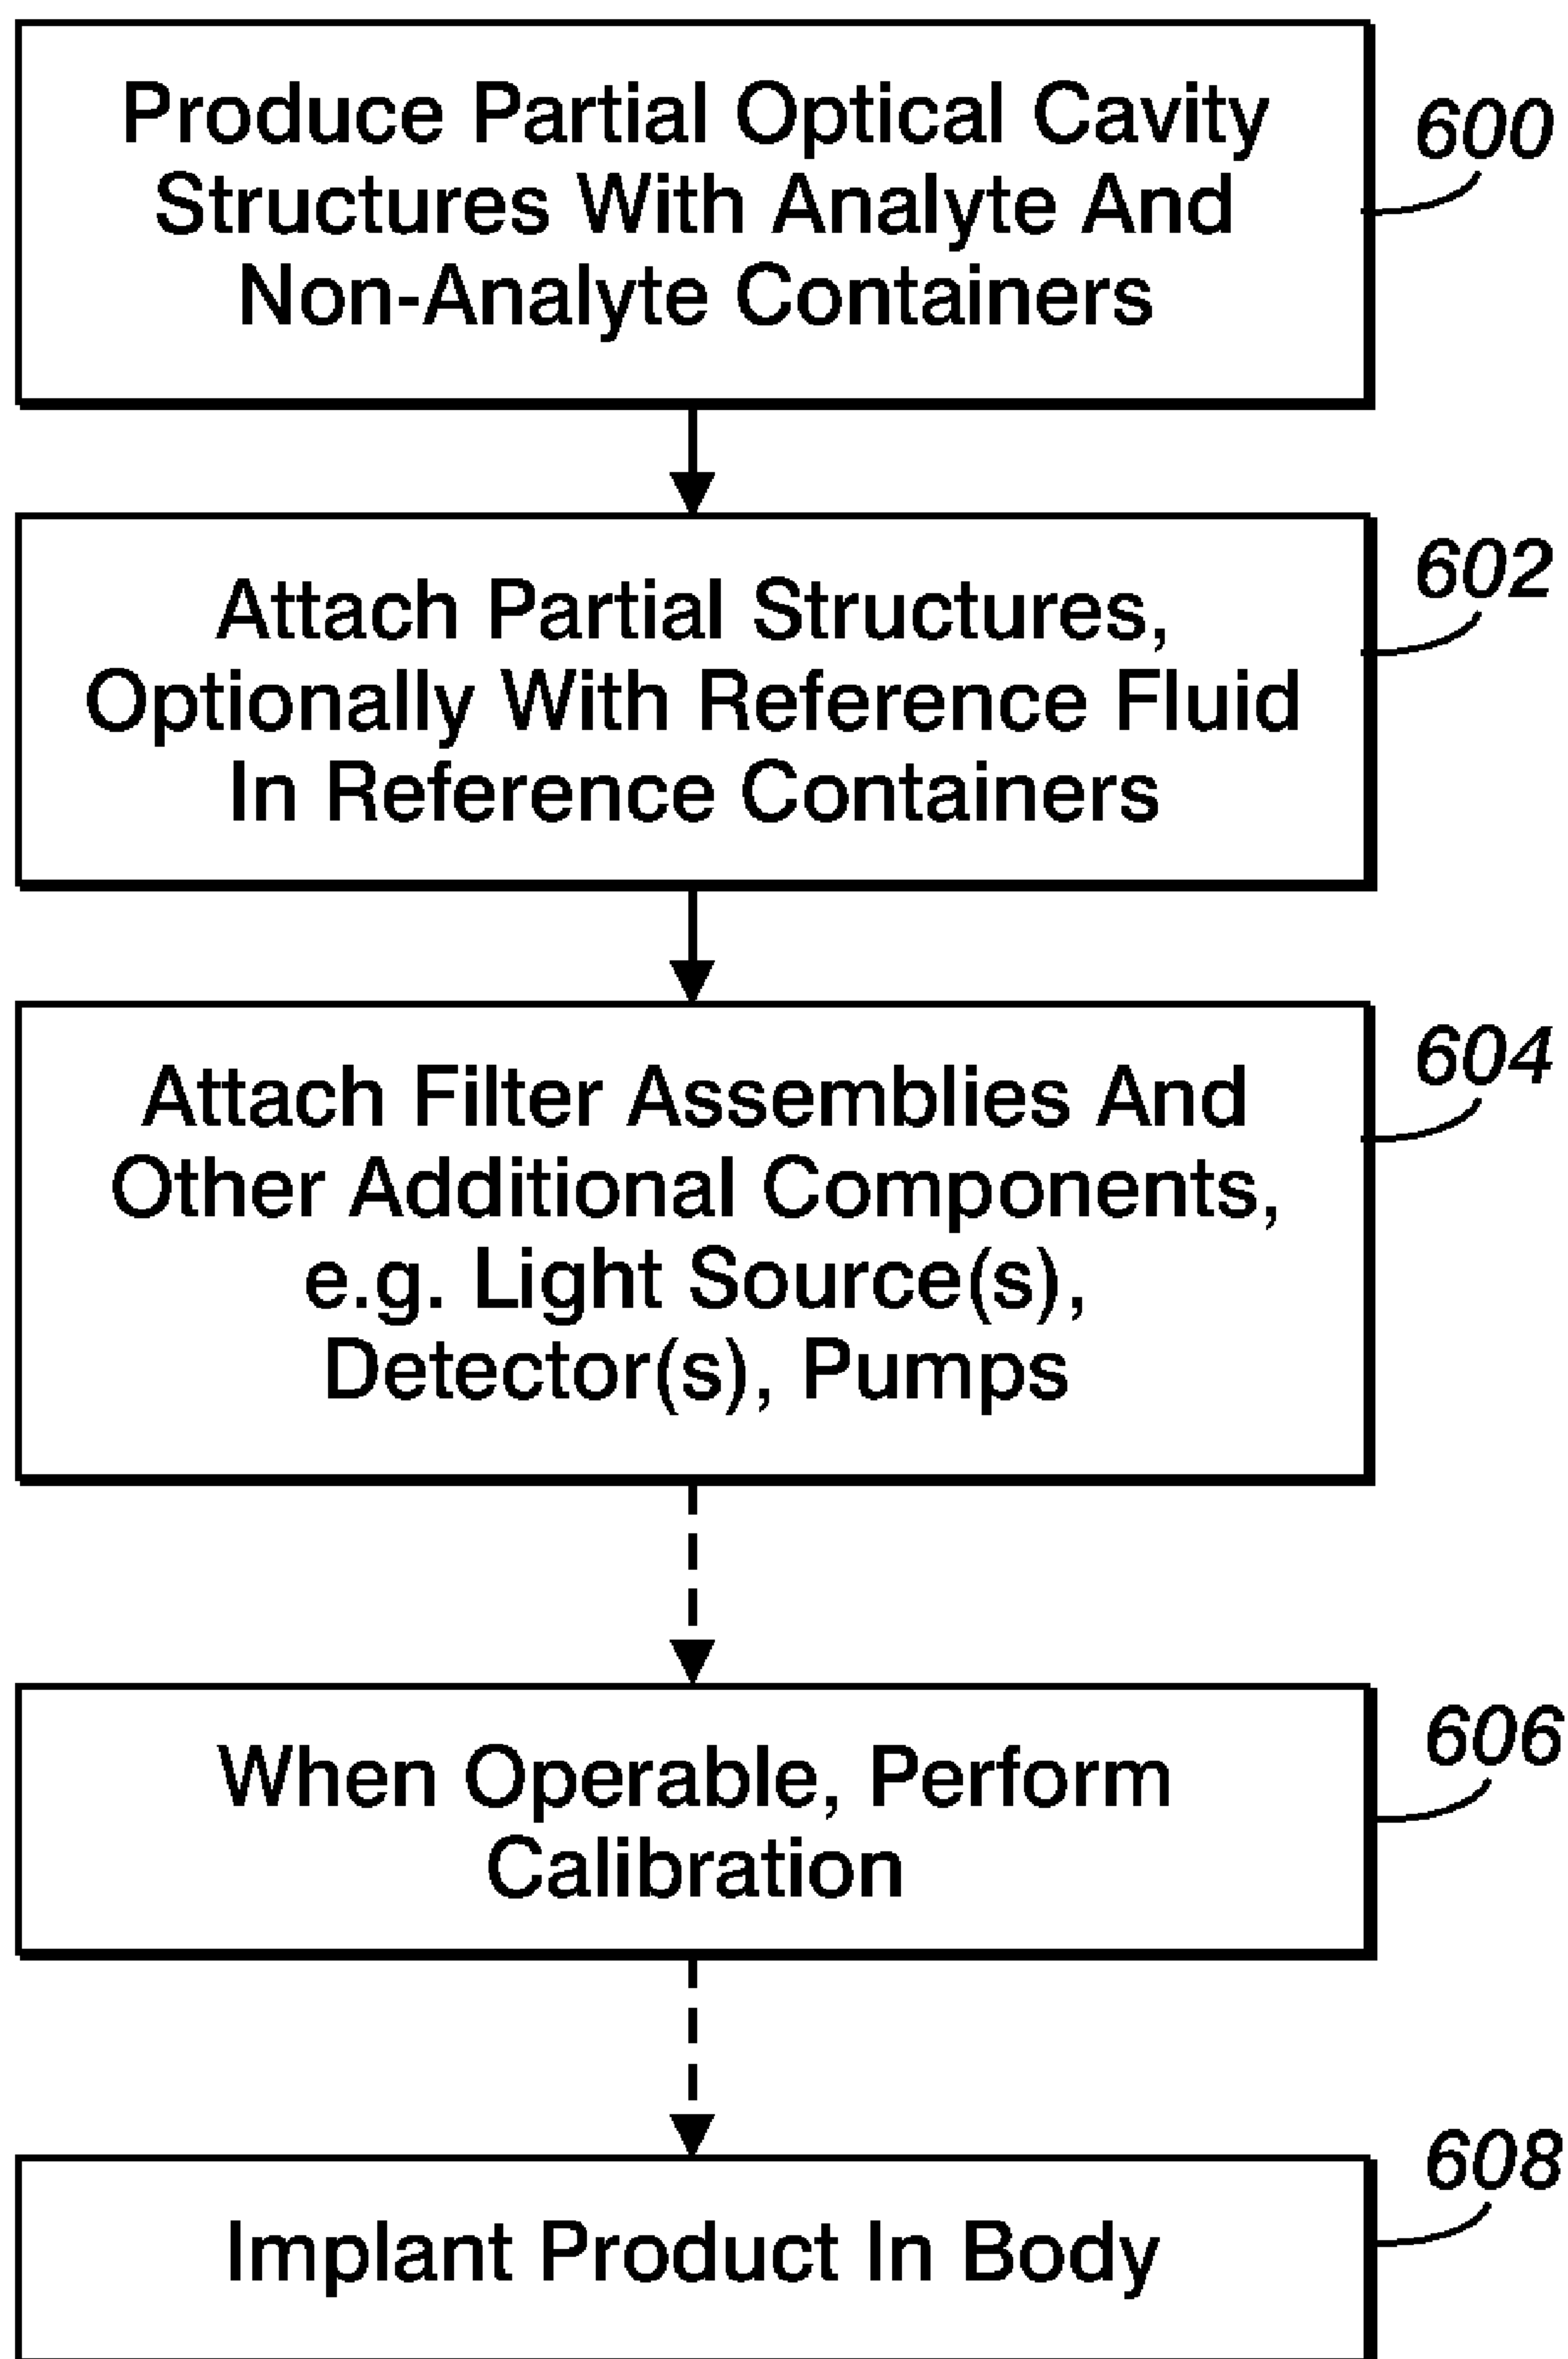 Produce Partial Optical Cavity
Structures With Analyte And
Non-Analyte Containers
600
Attach Partial Structures,
Optionally With Reference Fluid
In Reference Containers
602
Attach Filter Assemblies And
Other Additional Components,
e.g. Light Source(s),
Detector(s), Pumps
604
When Operable, Perform
Calibration
606
Implant Product In Body
608